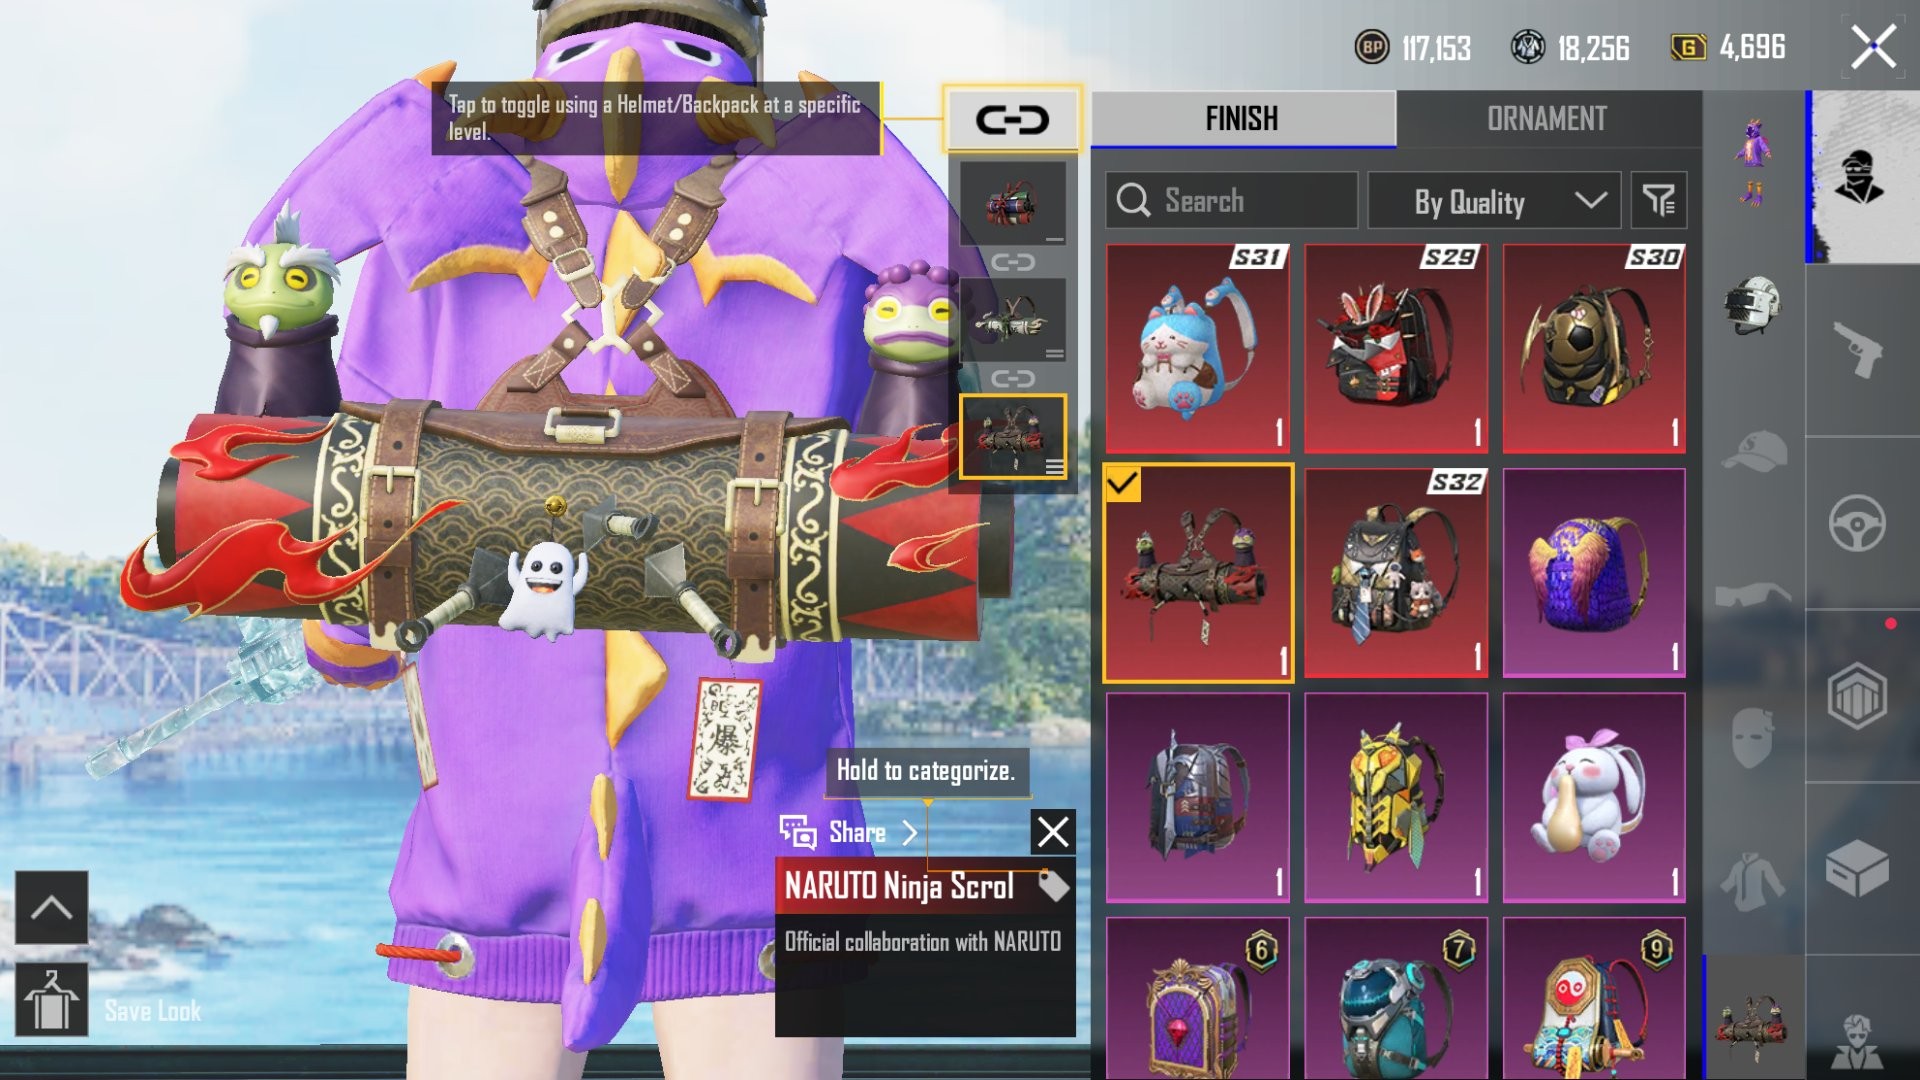 BP 117,153
18,256
G 4,696
Tap to toggle using a Helmet/Backpack at a specific
level.
FINISH
ORNAMENT
Search
By Quality
S31
S29
S30
1
1
1
S32
1
1
1
1
1
1
6
7
9
爆
Hold to categorize.
Share
NARUTO Ninja Scrol
Official collaboration with NARUTO
Save Look